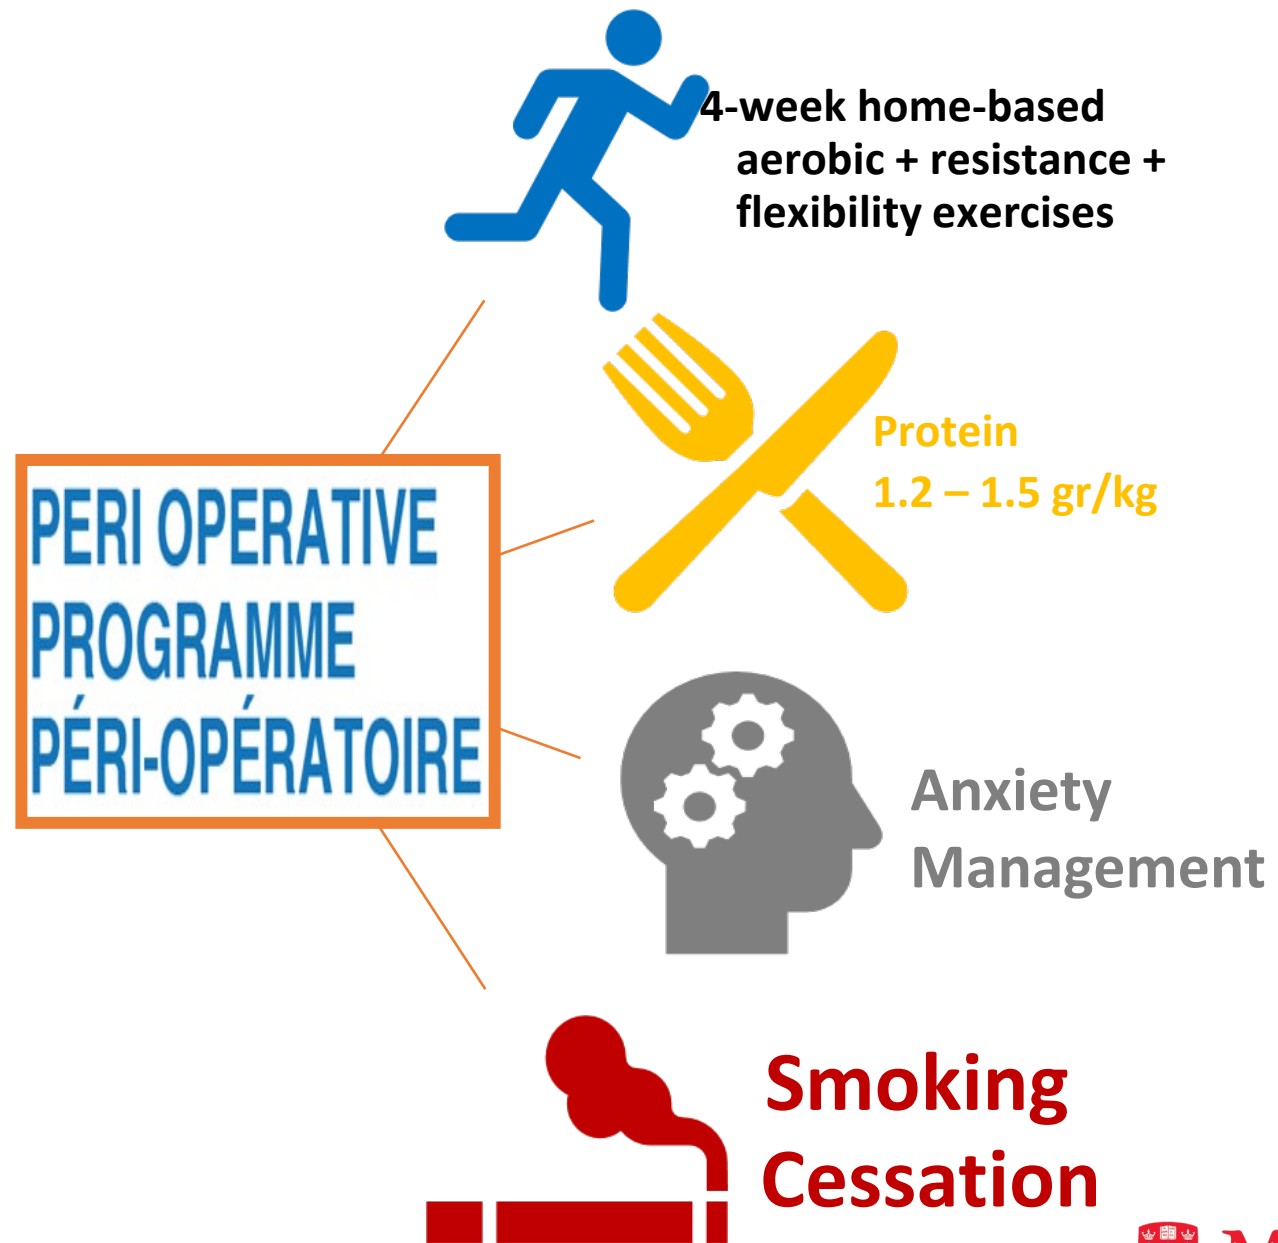 4-week home-based
aerobic + resistance +
flexibility exercises
Protein
1.2 – 1.5 gr/kg
PERI OPERATIVE
PROGRAMME
PÉRI-OPÉRATOIRE
Anxiety
Management
Smoking
Cessation